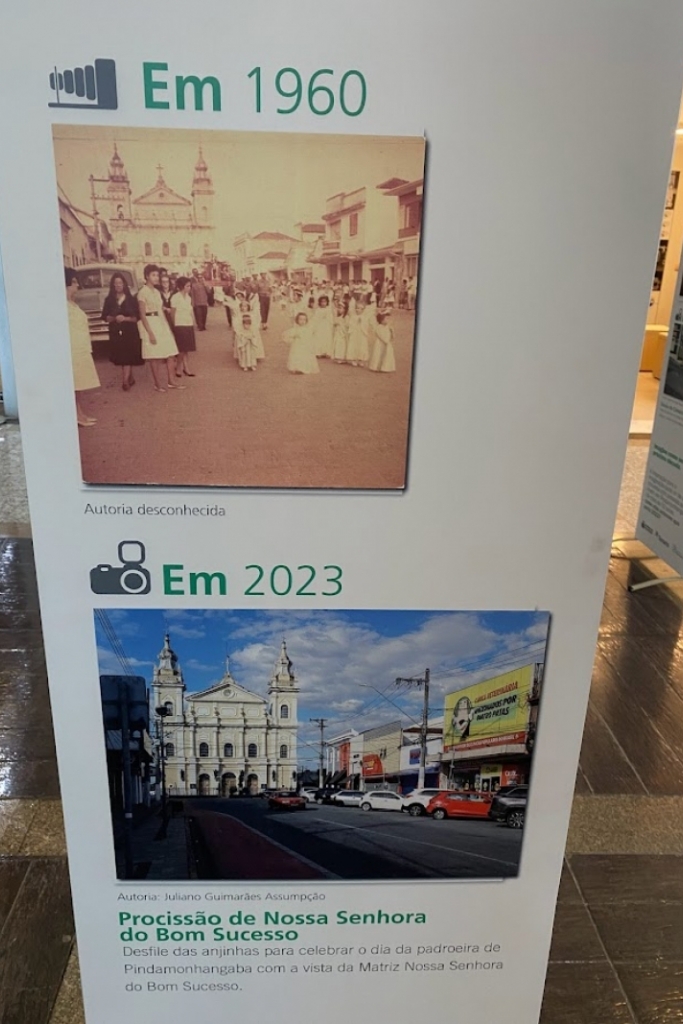 Em 1960
Autoria desconhecida
Em 2023
Autoria: Juliano Guimarães Assumpção
Procissão de Nossa Senhora
do Bom Sucesso
Desfile das anjinhas para celebrar o dia da padroeira de
Pindamonhangaba com a vista da Matriz Nossa Senhora
do Bom Sucesso.